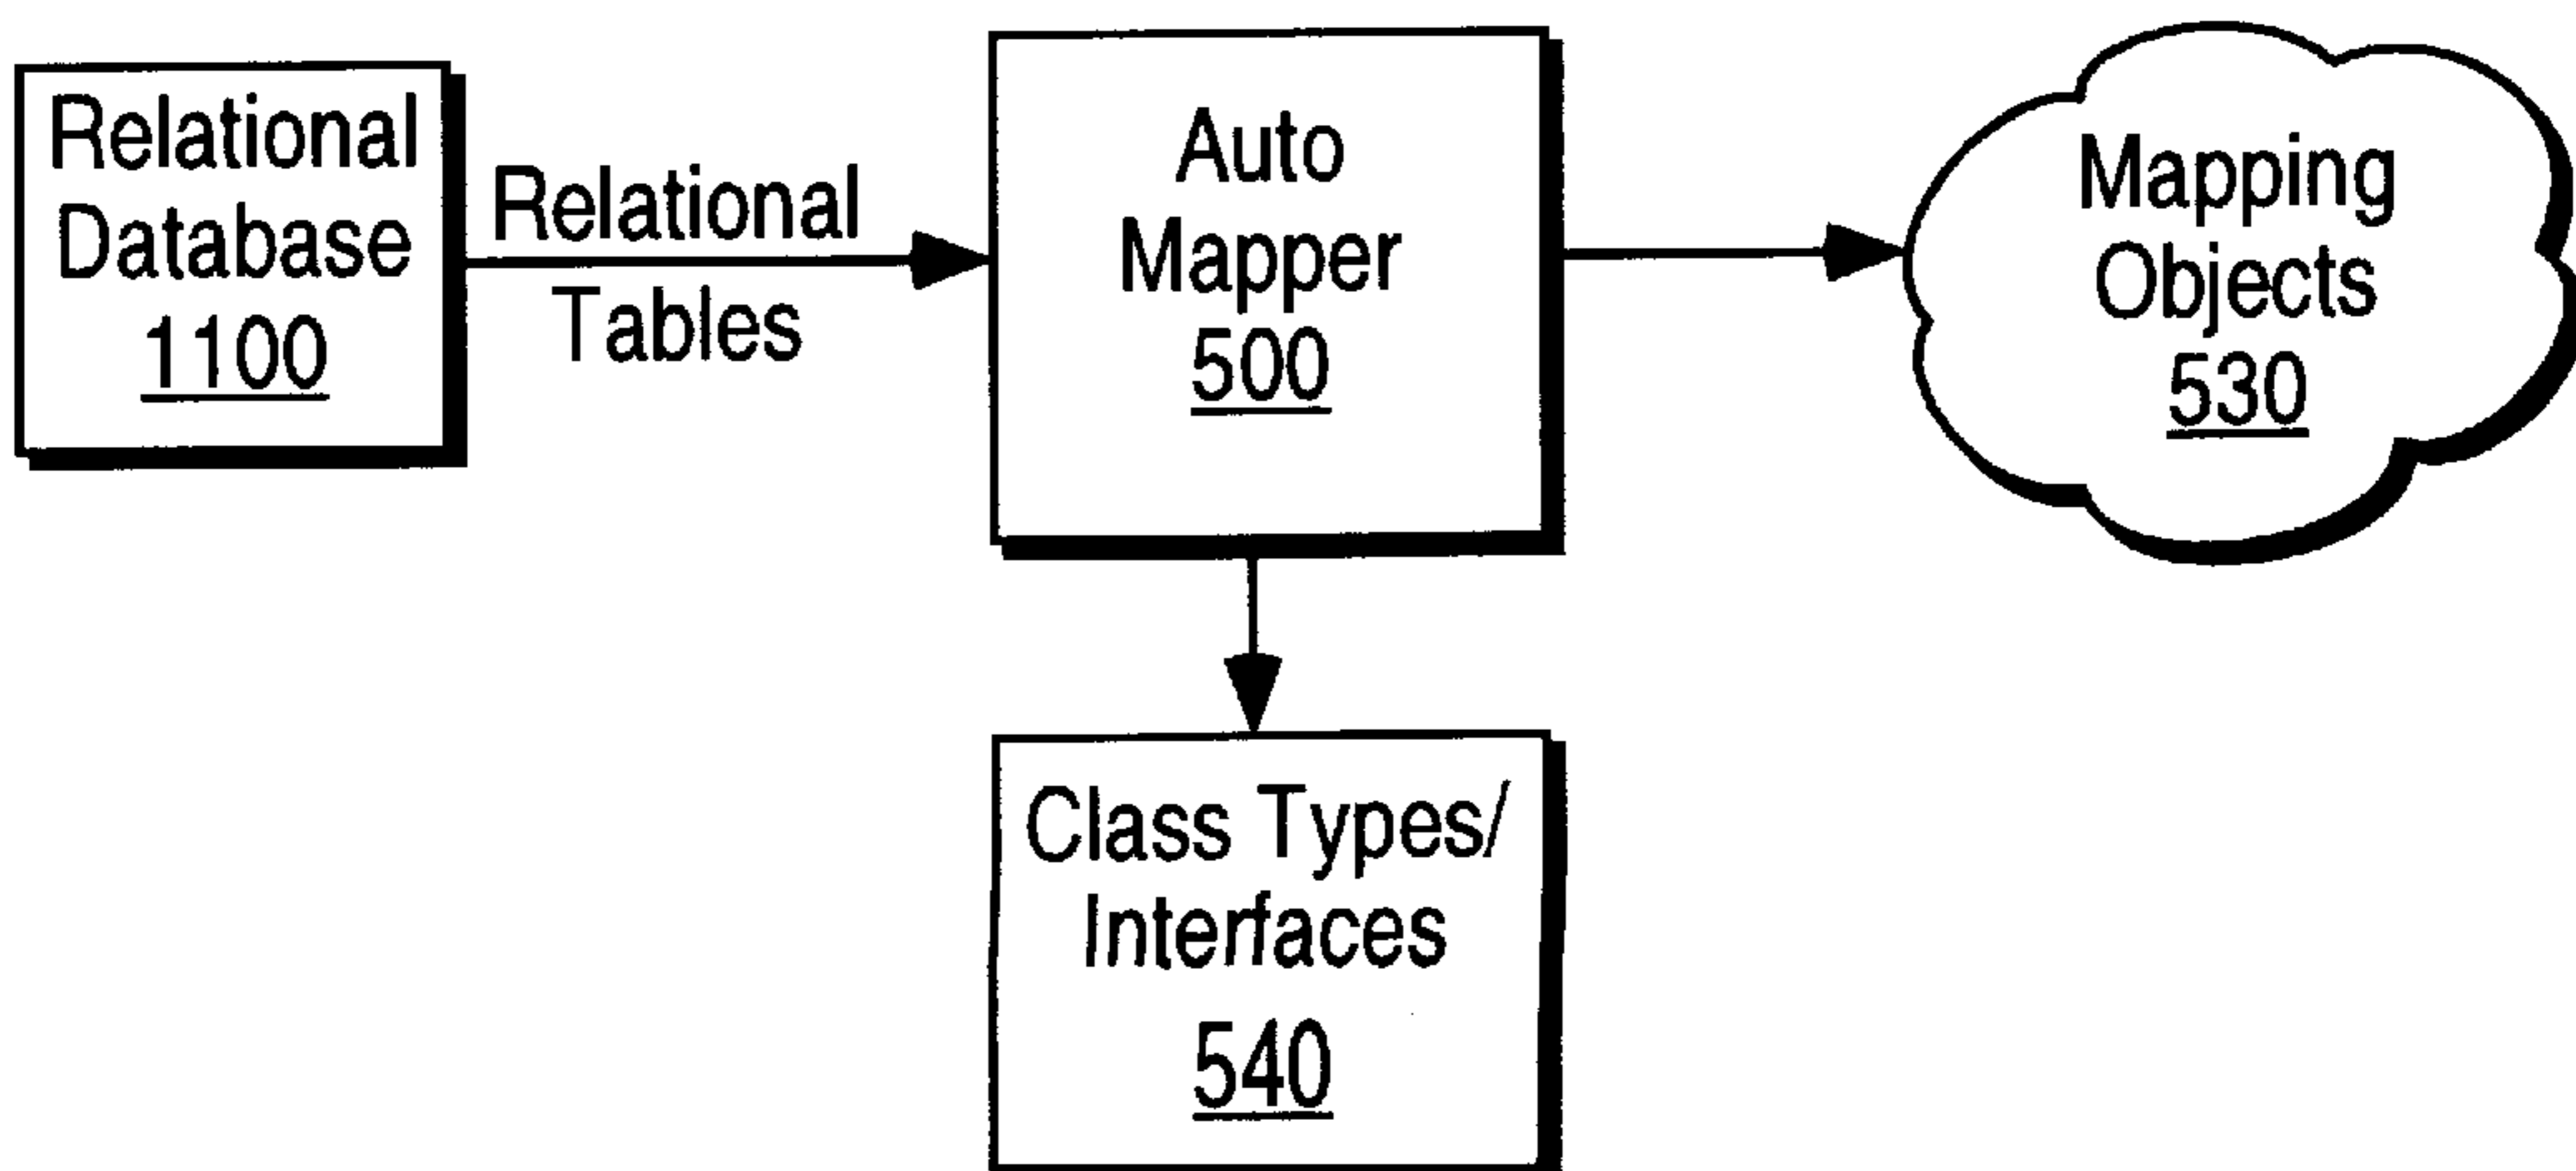 Relational
Database
1100
Relational
Tables
Auto
Mapper
500
Mapping
Objects
530
Class Types/
Interfaces
540